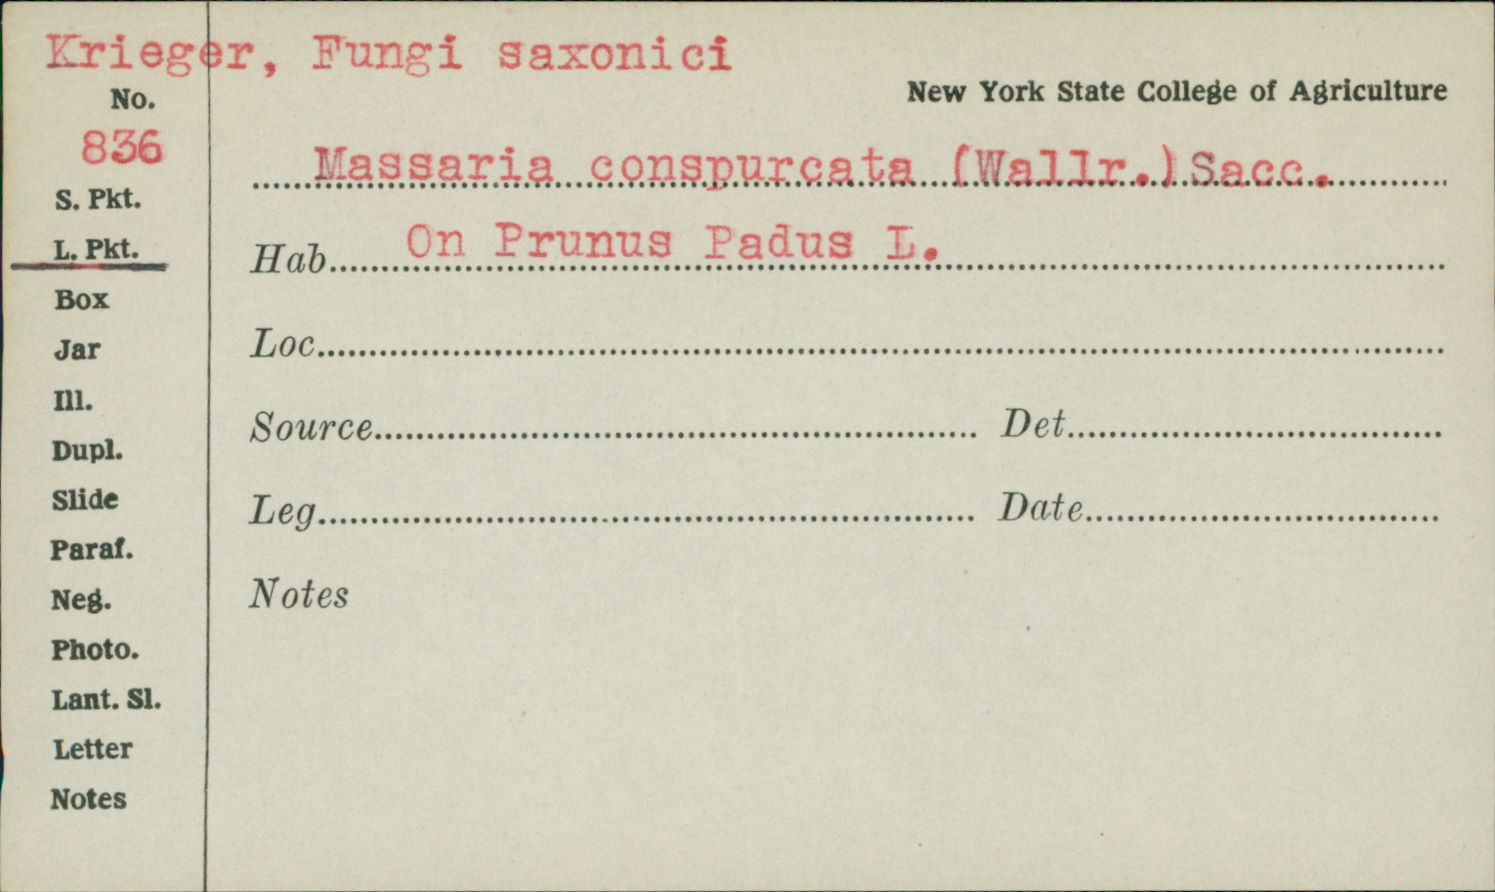 Krieger, Fungi saxonici
New York State College of Agriculture
No.
836
Massaria conspurcata (Wallr.)Sacc.
S. Pkt.
L. Pkt.
Hab. On Prunus Padus L.
Box
Jar
Loc.
Ill.
Dupl.
Source Det.
Slide
Leg. Date
Paraf.
Neg.
Notes
Photo.
Lant. Sl.
Letter
Notes